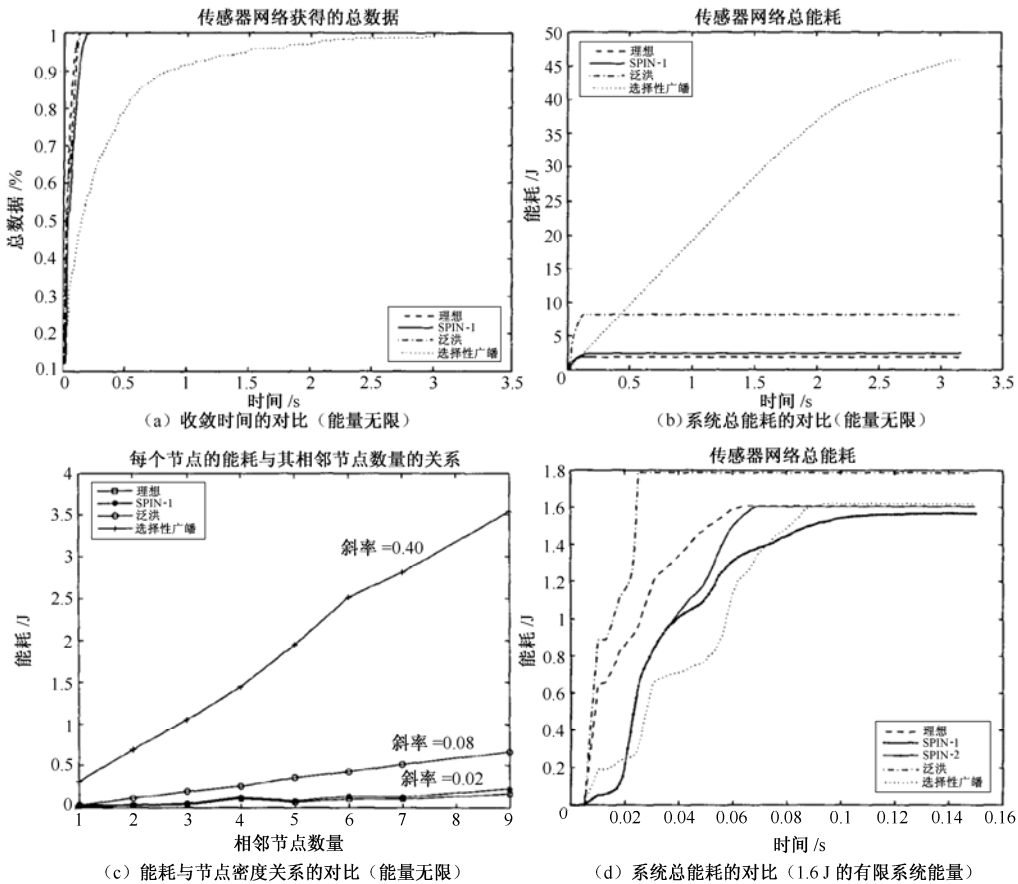 传感器网络获得的总数据
1
0.9
0.8
0.7
0.6
0.5
0.4
0.3
0.2
0.1
总数据 /%
理想
SPIN-1
泛洪
选择性广皤
0 0.5 1 1.5 2 2.5 3 3.5
时间 /s
（a）收敛时间的对比（能量无限）
传感器网络总能耗
50
45
40
35
30
25
20
15
10
5
0
能耗 /J
理想
SPIN-1
泛洪
选择性广皤
0.5 1 1.5 2 2.5 3 3.5
时间 /s
（b）系统总能耗的对比（能量无限）
每个节点的能耗与其相邻节点数量的关系
4
3.5
3
2.5
2
1.5
1
0.5
0
能耗 /J
理想
SPIN-1
泛洪
选择性广皤
斜率 =0.40
斜率 =0.08
斜率 =0.02
1 2 3 4 5 6 7 8 9
相邻节点数量
（c）能耗与节点密度关系的对比（能量无限）
传感器网络总能耗
1.8
1.6
1.4
1.2
1
0.8
0.6
0.4
0.2
能耗 /J
理想
SPIN-1
SPIN-2
泛洪
选择性广皤
0 0.02 0.04 0.06 0.08 0.1 0.12 0.14 0.16
时间 /s
（d）系统总能耗的对比（1.6 J 的有限系统能量）